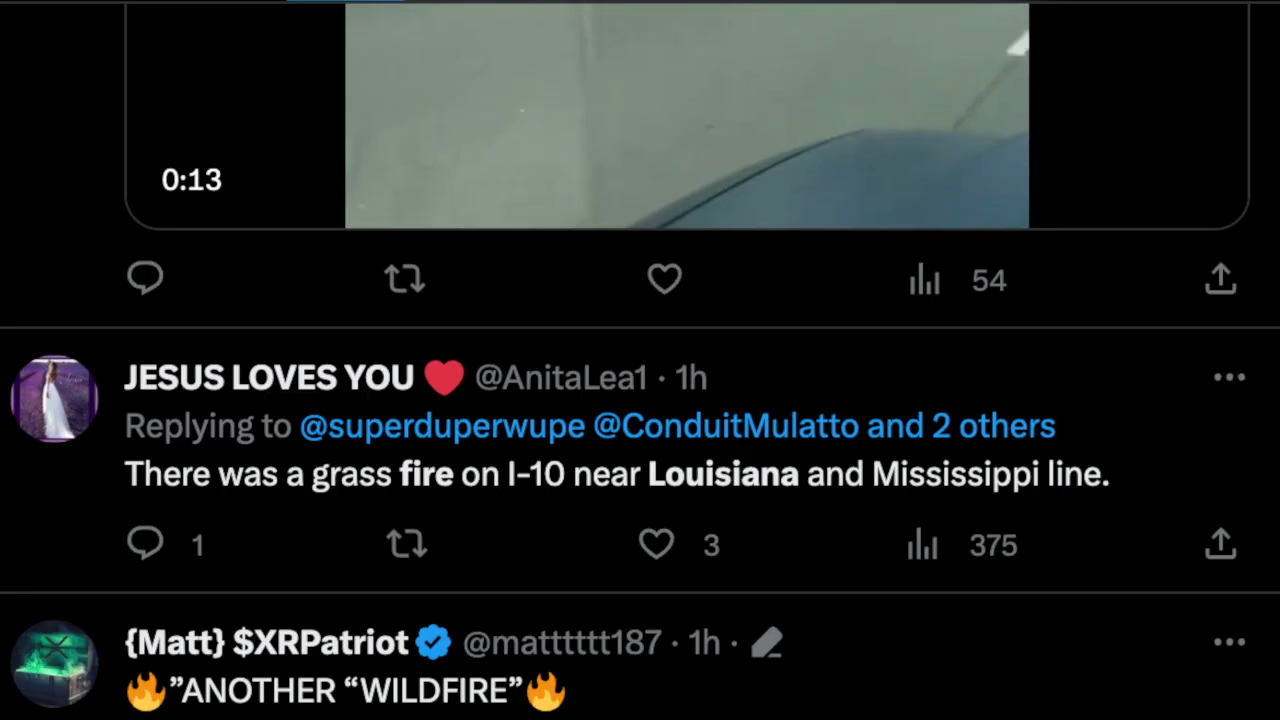 0:13
54
JESUS LOVES YOU ❤️ @AnitaLea1 · 1h
Replying to @superduperwupe @ConduitMulatto and 2 others
There was a grass fire on I-10 near Louisiana and Mississippi line.
1 3 375
{Matt} $XRPatriot @mattttttt187 · 1h ·
🔥”ANOTHER “WILDFIRE”🔥